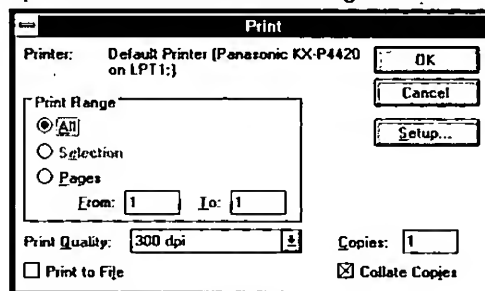 Print
Printer: Default Printer (Panasonic KX-P4420
on LPT1:)
OK
Cancel
Setup...
Print Range
All
Selection
Pages
From: 1 To: 1
Print Quality: 300 dpi
Copies: 1
Print to File
Collate Copies